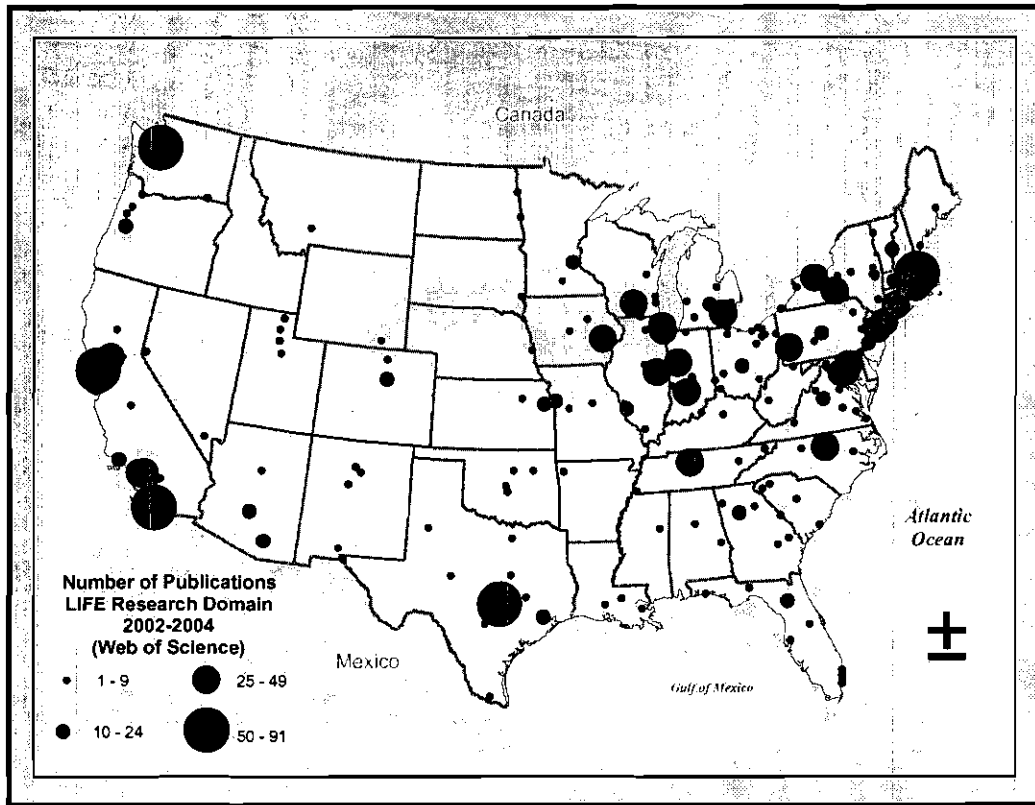 Canada
Atlantic
Ocean
Number of Publications
LIFE Research Domain
2002-2004
(Web of Science)
1 - 9
25 - 49
10 - 24
50 - 91
Mexico
Gulf of Mexico